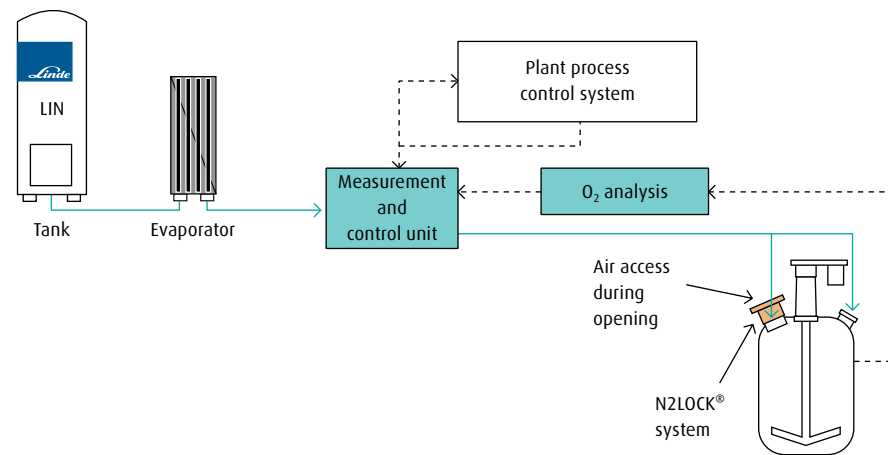 Linde
LIN
Tank
Evaporator
Plant process
control system
Measurement
and
control unit
O₂ analysis
Air access
during
opening
N2LOCK®
system